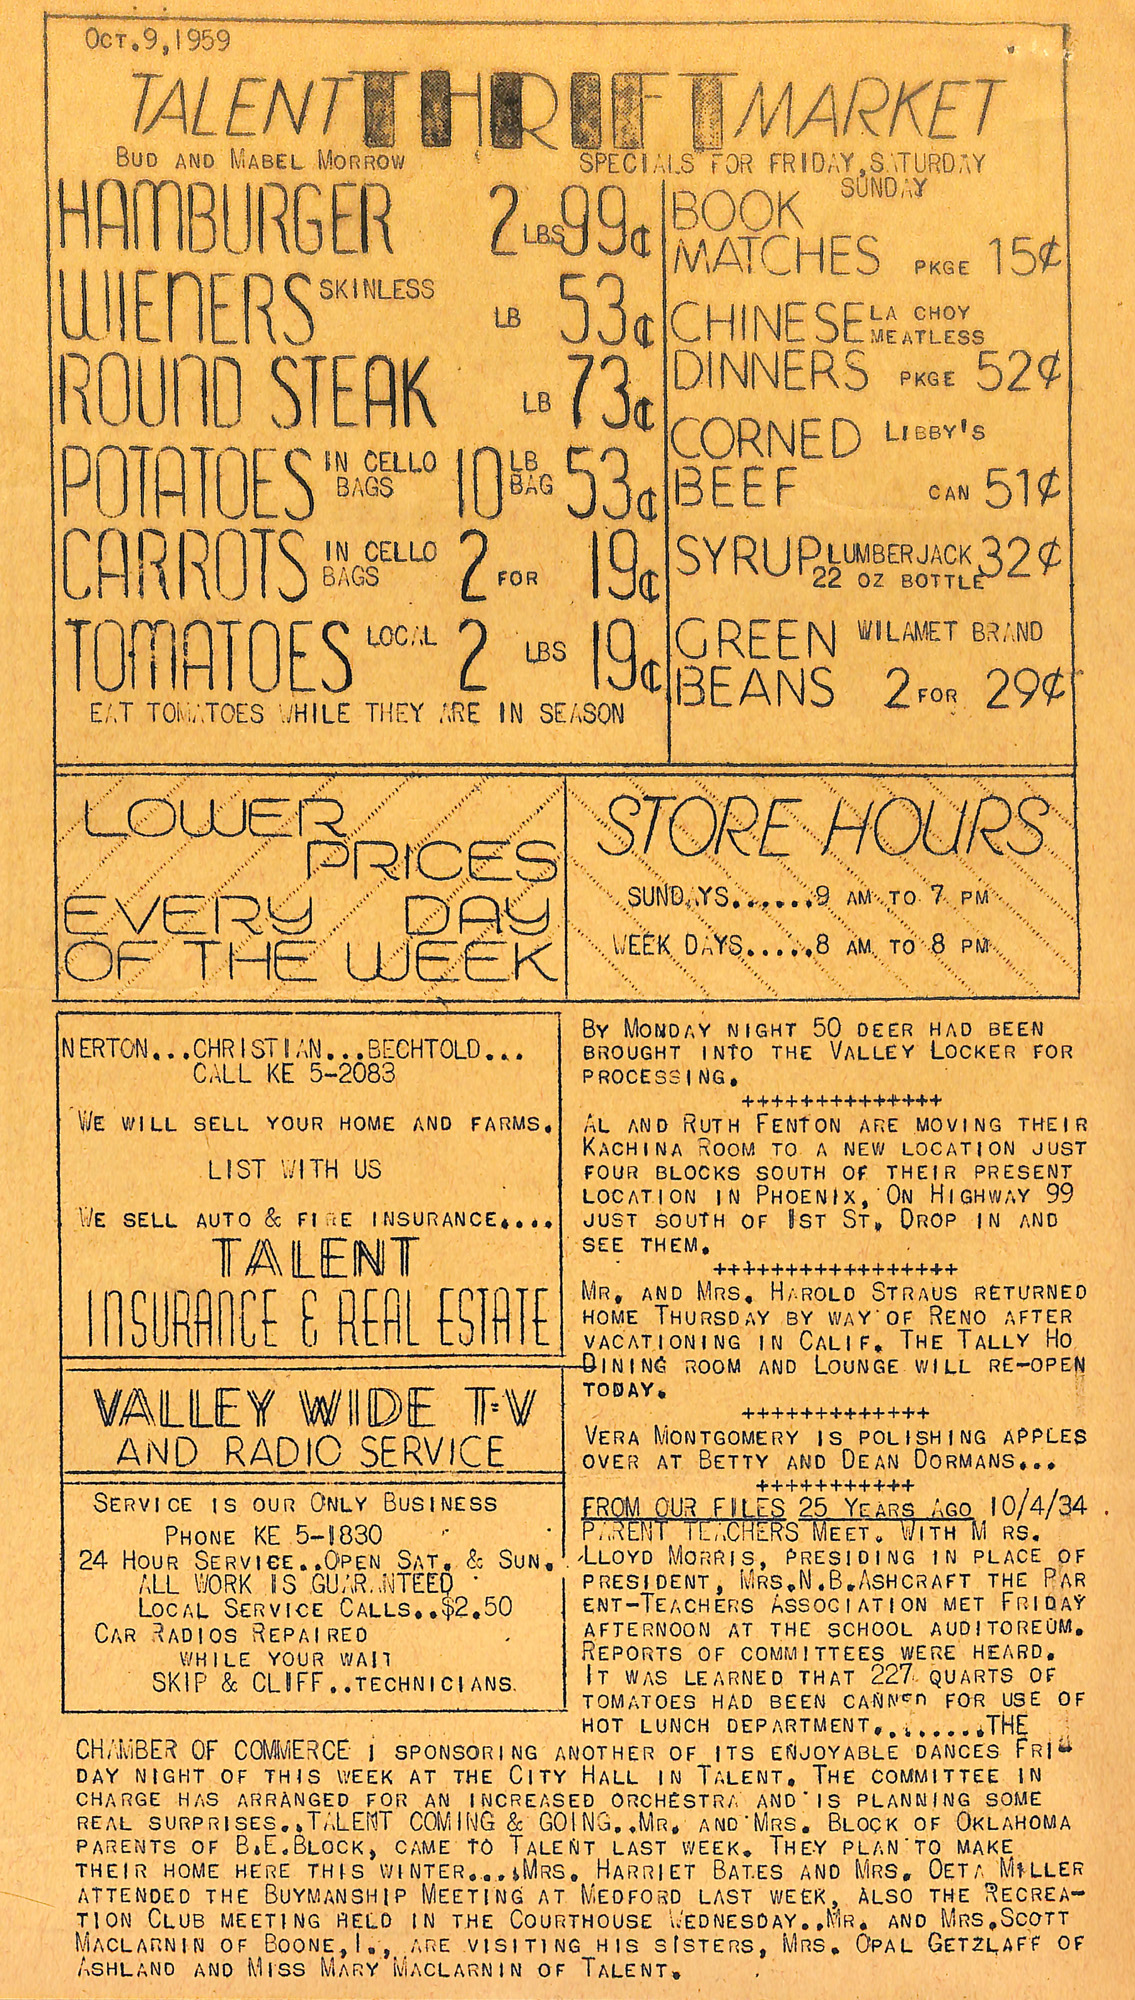 Oct.9,1959
TALENT THRIFT MARKET
Bud and Mabel Morrow
SPECIALS FOR FRIDAY,SATURDAY
SUNDAY
HAMBURGER 2 LBS 99¢
WIENERS SKINLESS LB 53¢
ROUND STEAK LB 73¢
POTATOES IN CELLO BAGS 10 LB BAG 53¢
CARROTS IN CELLO BAGS 2 FOR 19¢
TOMATOES LOCAL 2 LBS 19¢
EAT TOMATOES WHILE THEY ARE IN SEASON
BOOK
MATCHES PKGE 15¢
CHINESE LA CHOY
MEATLESS
DINNERS PKGE 52¢
CORNED LIBBY'S
BEEF CAN 51¢
SYRUP LUMBERJACK 32¢
22 OZ BOTTLE
GREEN WILAMET BRAND
BEANS 2 FOR 29¢
LOWER
PRICES
EVERY DAY
OF THE WEEK
STORE HOURS
SUNDAYS......9 AM TO 7 PM
WEEK DAYS.....8 AM TO 8 PM
NERTON...CHRISTIAN...BECHTOLD...
CALL KE 5-2083
We will sell your home and farms.
LIST WITH US
We sell auto & fire insurance....
TALENT
INSURANCE & REAL ESTATE
VALLEY WIDE T-V
AND RADIO SERVICE
Service is our Only Business
Phone KE 5-1830
24 Hour Service..Open Sat. & Sun.
ALL WORK IS GUARANTEED
Local Service Calls..$2.50
Car Radios Repaired
while your wait
SKIP & CLIFF..technicians.
By Monday night 50 deer had been
brought into the Valley Locker for
processing.
++++++++++++++
Al and Ruth Fenton are moving their
Kachina Room to a new location just
four blocks south of their present
location in Phoenix, On Highway 99
just south of 1st St. Drop in and
see them.
+++++++++++++++++
Mr. and Mrs. Harold Straus returned
home Thursday by way of Reno after
vacationing in Calif. The Tally Ho
Dining room and Lounge will re-open
today.
+++++++++++++
Vera Montgomery is polishing apples
over at Betty and Dean Dormans...
+++++++++++
FROM OUR FILES 25 Years Ago 10/4/34
PARENT TEACHERS Meet. With M rs.
Lloyd Morris, presiding in place of
president, Mrs.N.B.Ashcraft the Par
ent-Teachers Association met Friday
afternoon at the school auditoreum.
Reports of committees were heard.
It was learned that 227 quarts of
tomatoes had been canned for use of
hot lunch department.........THE
CHAMBER OF COMMERCE i sponsoring another of its enjoyable dances Fri-
day night of this week at the City Hall in Talent. The committee in
charge has arranged for an increased orchestra and is planning some
real surprises..TALENT COMING & GOING..Mr. and Mrs. Block of Oklahoma
parents of B.E.Block, came to Talent last week. They plan to make
their home here this winter....Mrs. Harriet Bates and Mrs. Oeta Miller
attended the Buymanship Meeting at Medford last week, also the Recrea-
tion Club meeting held in the Courthouse Wednesday..Mr. and Mrs.Scott
Maclarnin of Boone,I., are visiting his sisters, Mrs. Opal Getzlaff of
Ashland and Miss Mary Maclarnin of Talent.